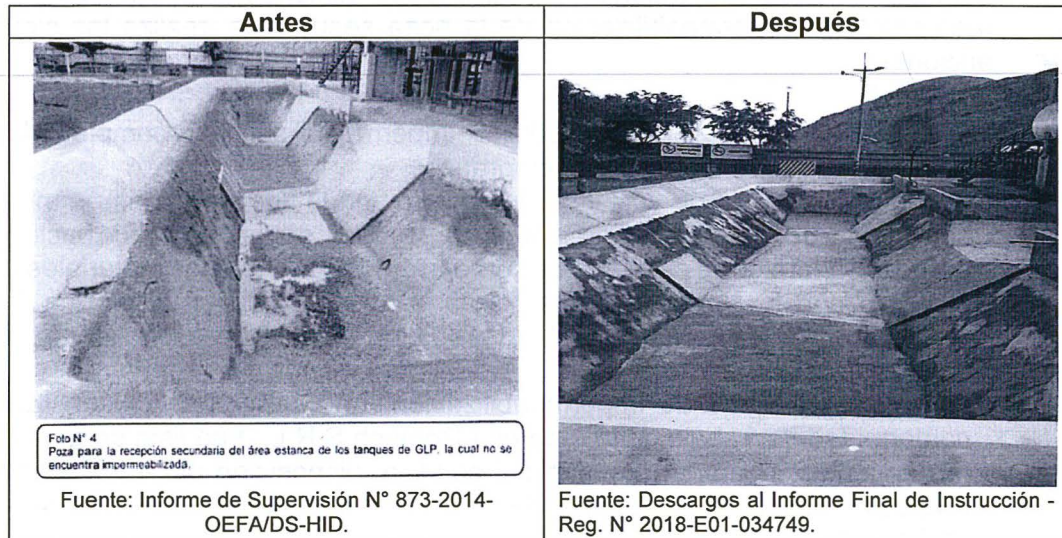 Antes
Después
Foto N° 4
Poza para la recepción secundaria del área estanca de los tanques de GLP, la cual no se
encuentra impermeabilizada.
Fuente: Informe de Supervisión N° 873-2014-
OEFA/DS-HID.
Fuente: Descargos al Informe Final de Instrucción -
Reg. N° 2018-E01-034749.